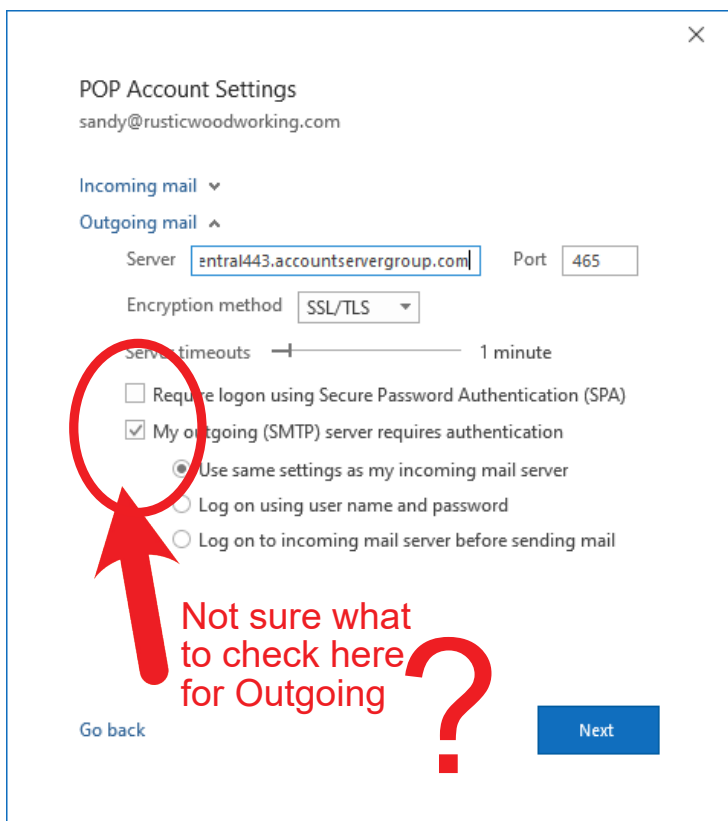 POP Account Settings
sandy@rusticwoodworking.com
Incoming mail
Outgoing mail
Server entral443.accountservergroup.com Port 465
Encryption method SSL/TLS
Server timeouts 1 minute
Require logon using Secure Password Authentication (SPA)
My outgoing (SMTP) server requires authentication
Use same settings as my incoming mail server
Log on using user name and password
Log on to incoming mail server before sending mail
Not sure what
to check here
for Outgoing
?
Go back Next